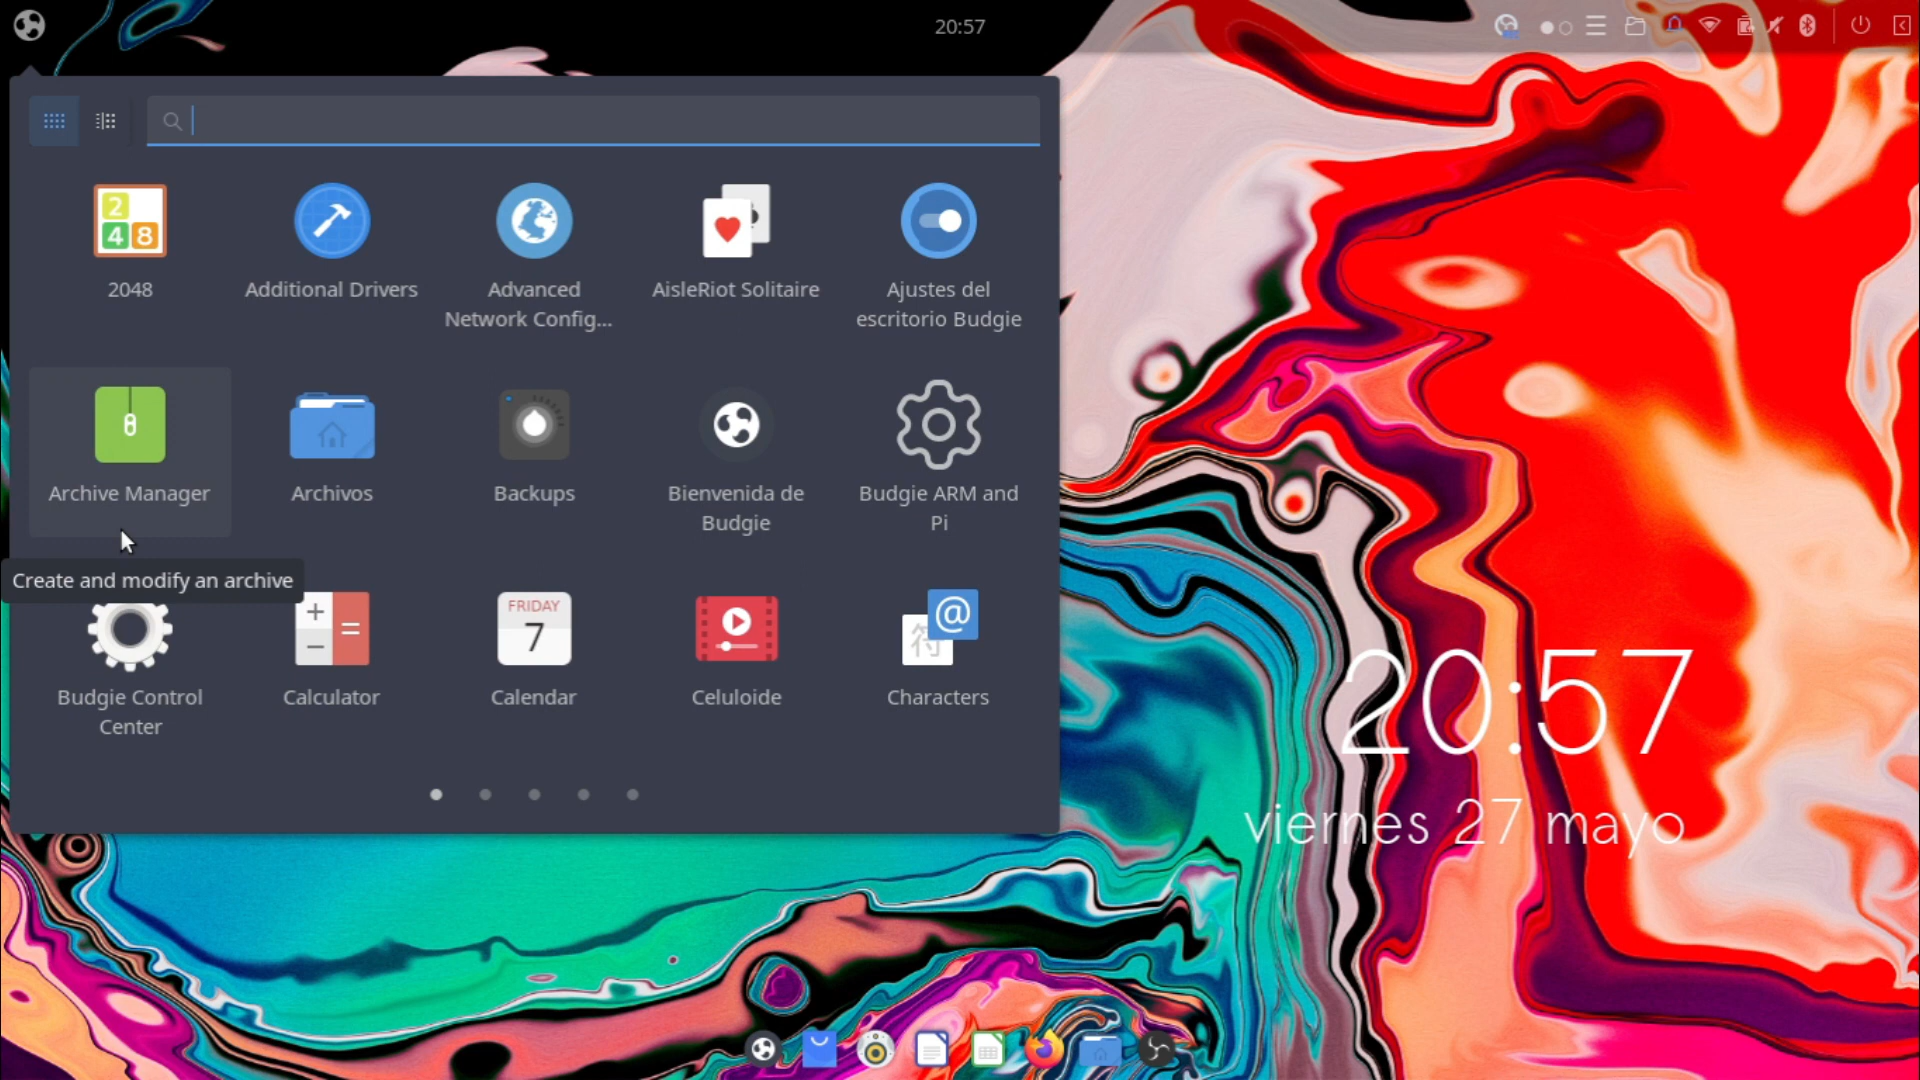 20:57
2048
Additional Drivers
Advanced
Network Config...
AisleRiot Solitaire
Ajustes del
escritorio Budgie
Archive Manager
Archivos
Backups
Bienvenida de
Budgie
Budgie ARM and
Pi
Create and modify an archive
FRIDAY
7
Budgie Control
Center
Calculator
Calendar
Celuloide
Characters
20:57
viernes 27 mayo